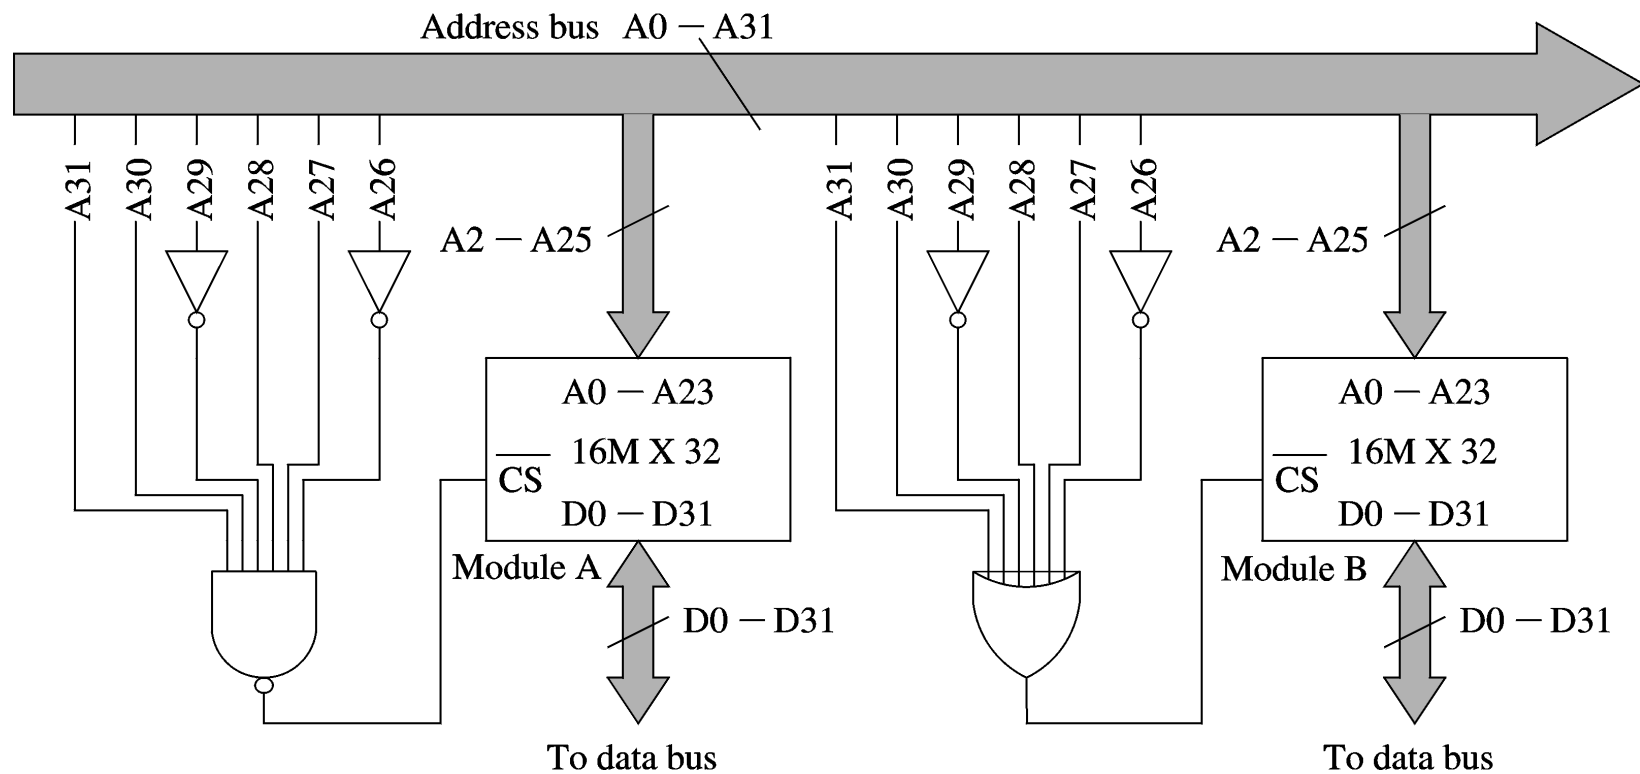 Address bus A0 — A31
A31
A30
A29
A28
A27
A26
A2 — A25
A31
A30
A29
A28
A27
A26
A2 — A25
A0 — A23
16M X 32
CS
D0 — D31
Module A
D0 — D31
To data bus
A0 — A23
16M X 32
CS
D0 — D31
Module B
D0 — D31
To data bus